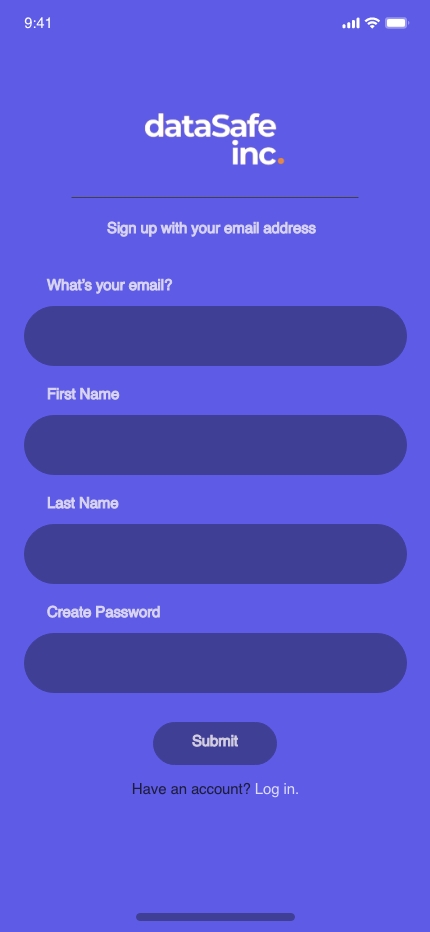 9:41
dataSafe
inc.
Sign up with your email address
What's your email?
First Name
Last Name
Create Password
Submit
Have an account? Log in.